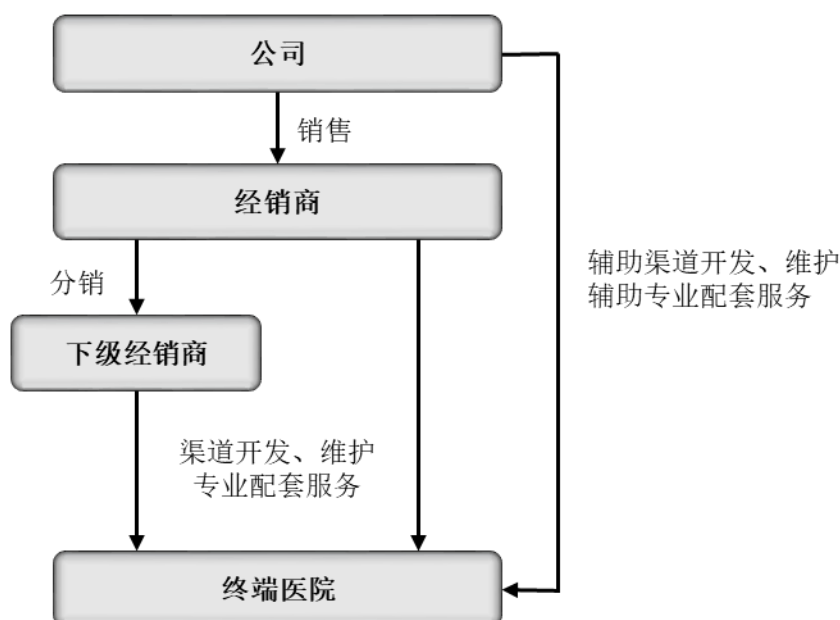 公司
销售
经销商
分销
下级经销商
辅助渠道开发、维护
辅助专业配套服务
渠道开发、维护
专业配套服务
终端医院